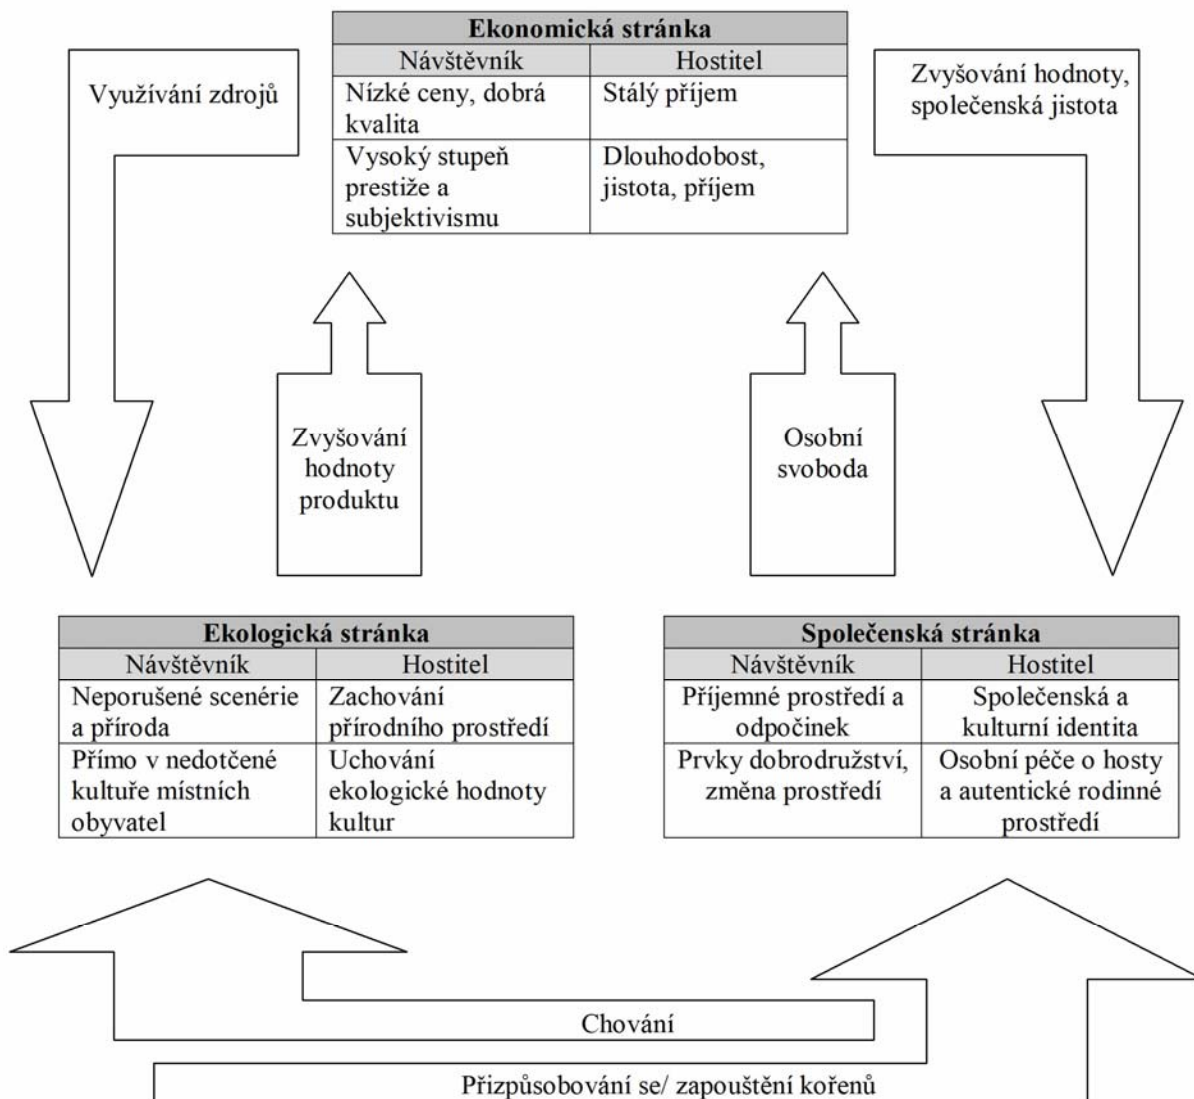 Ekonomická stránka
Návštěvník
Hostitel
Nízké ceny, dobrá
kvalita
Stálý příjem
Vysoký stupeň
prestiže a
subjektivismu
Dlouhodobost,
jistota, příjem
Využívání zdrojů
Zvyšování hodnoty,
společenská jistota
Zvyšování
hodnoty
produktu
Osobní
svoboda
Ekologická stránka
Návštěvník
Hostitel
Neporušené scenérie
a příroda
Zachování
přírodního prostředí
Přímo v nedotčené
kultuře místních
obyvatel
Uchování
ekologické hodnoty
kultur
Společenská stránka
Návštěvník
Hostitel
Příjemné prostředí a
odpočinek
Společenská a
kulturní identita
Prvky dobrodružství,
změna prostředí
Osobní péče o hosty
a autentické rodinné
prostředí
Chování
Přizpůsobování se/ zapouštění kořenů